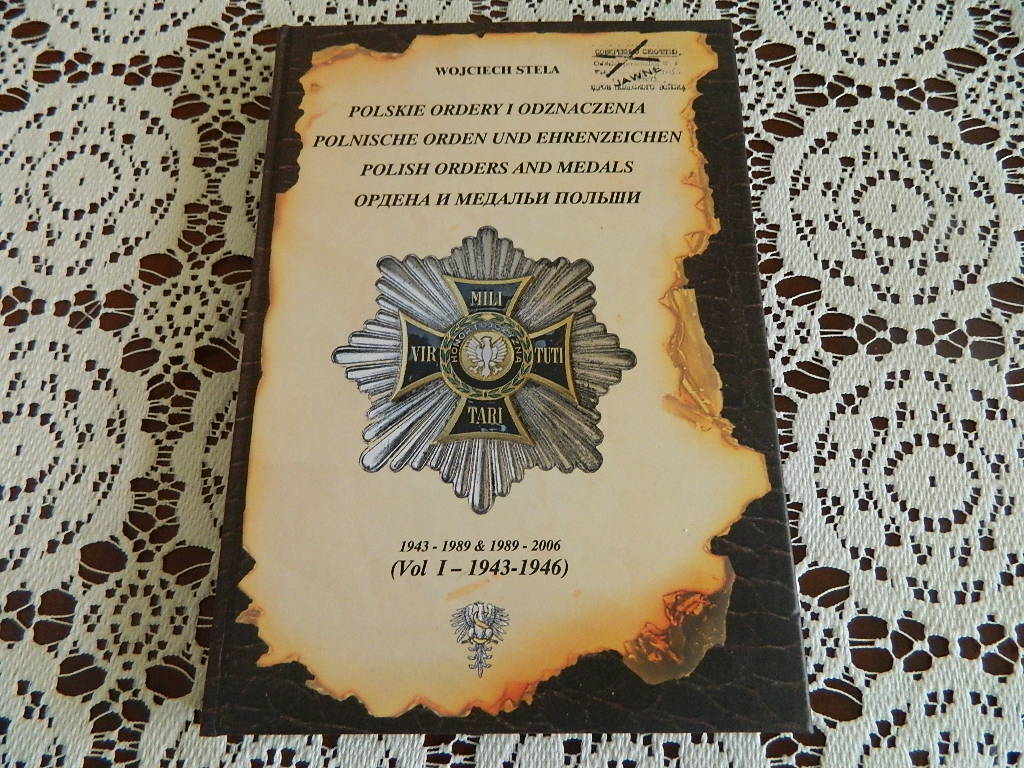 WOJCIECH STELA
JAWNE
POLSKIE ORDERY I ODZNACZENIA
POLNISCHE ORDEN UND EHRENZEICHEN
POLISH ORDERS AND MEDALS
ОРДЕНА И МЕДАЛЬИ ПОЛЬШИ
MILI
VIR TUTI
TARI
1943 - 1989 & 1989 - 2006
(Vol I – 1943-1946)